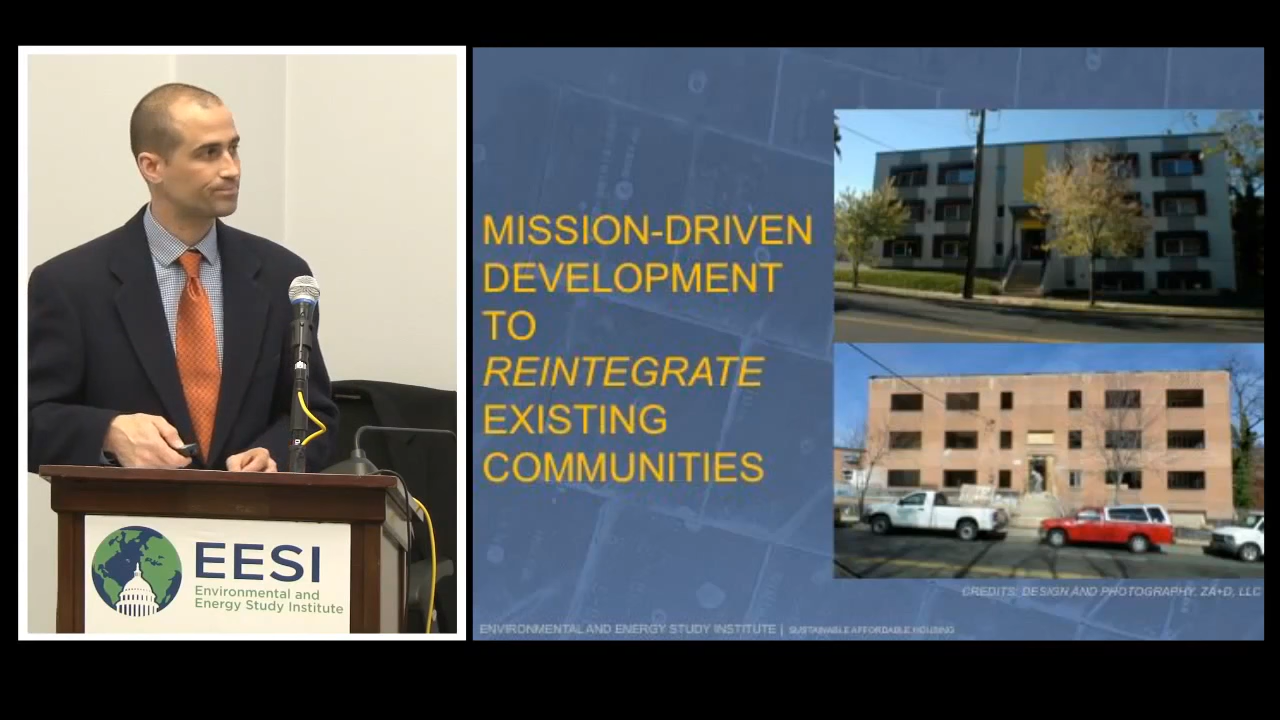 EESI
Environmental and
Energy Study Institute
MISSION-DRIVEN
DEVELOPMENT
TO
REINTEGRATE
EXISTING
COMMUNITIES
CREDITS: DESIGN AND PHOTOGRAPHY, ZA+D, LLC
ENVIRONMENTAL AND ENERGY STUDY INSTITUTE | SUSTAINABLE AFFORDABLE HOUSING